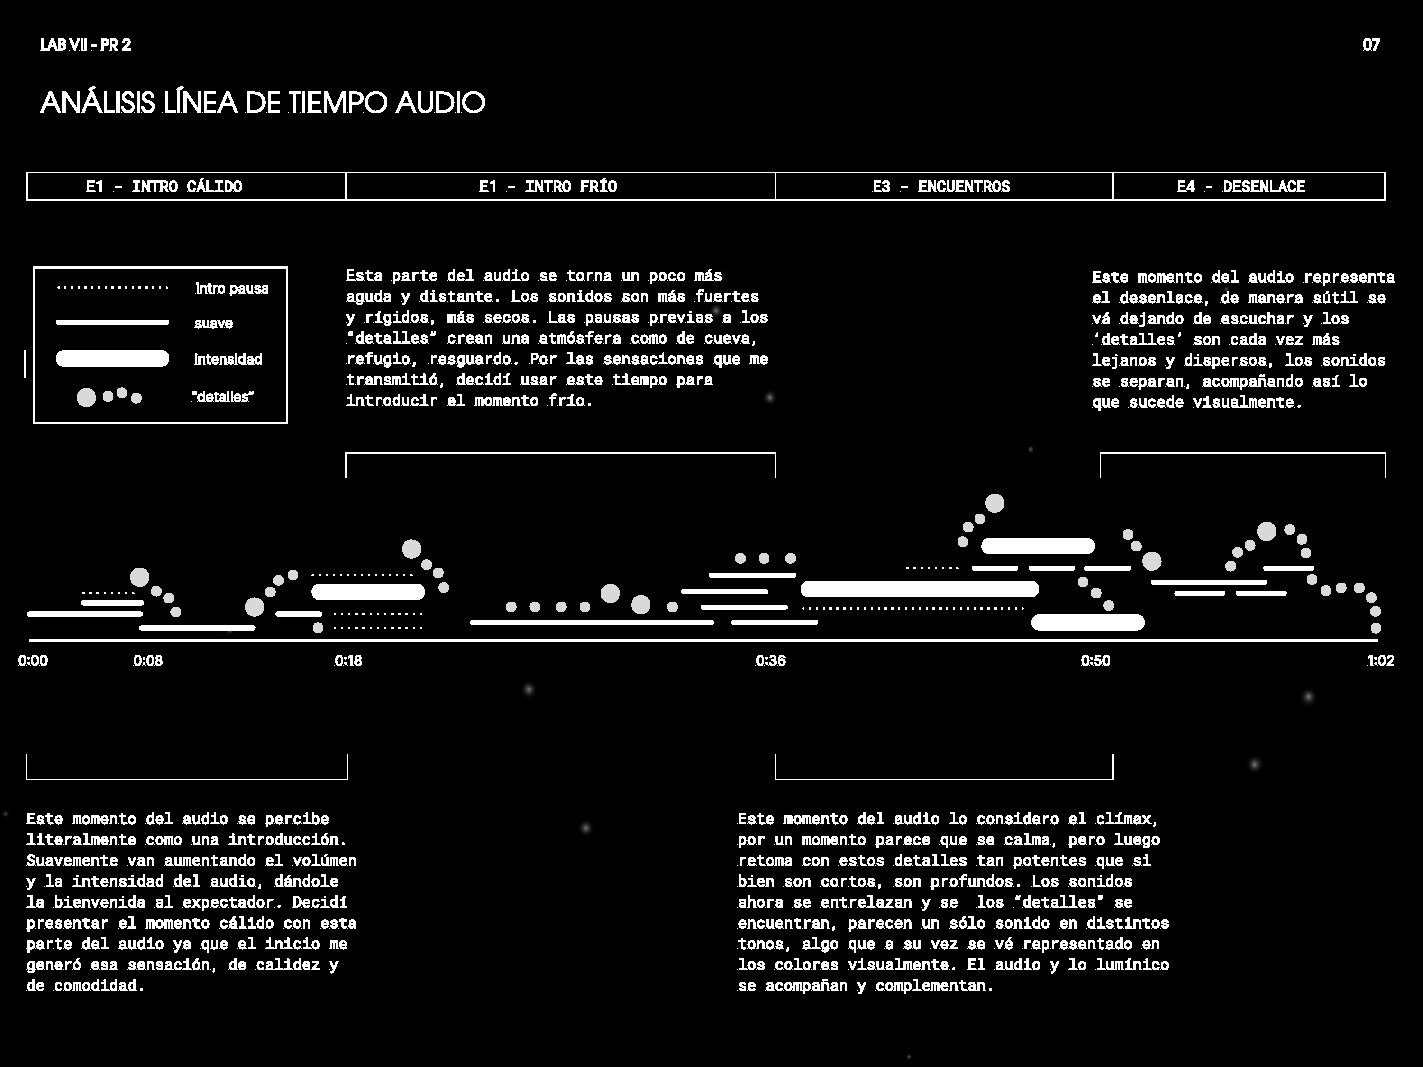 LAB VII - PR 2
07
ANÁLISIS LÍNEA DE TIEMPO AUDIO
E1 - INTRO CÁLIDO
E1 - INTRO FRÍO
E3 - ENCUENTROS
E4 - DESENLACE
Intro pausa
suave
Intensidad
"detalles"
Esta parte del audio se torna un poco más
aguda y distante. Los sonidos son más fuertes
y rígidos, más secos. Las pausas previas a los
"detalles" crean una atmósfera como de cueva,
refugio, resguardo. Por las sensaciones que me
transmitió, decidí usar este tiempo para
introducir el momento frío.
Este momento del audio representa
el desenlace, de manera sútil se
vá dejando de escuchar y los
'detalles' son cada vez más
lejanos y dispersos, los sonidos
se separan, acompañando así lo
que sucede visualmente.
0:00
0:08
0:18
0:36
0:50
1:02
Este momento del audio se percibe
literalmente como una introducción.
Suavemente van aumentando el volúmen
y la intensidad del audio, dándole
la bienvenida al expectador. Decidí
presentar el momento cálido con esta
parte del audio ya que el inicio me
generó esa sensación, de calidez y
de comodidad.
Este momento del audio lo considero el clímax,
por un momento parece que se calma, pero luego
retoma con estos detalles tan potentes que si
bien son cortos, son profundos. Los sonidos
ahora se entrelazan y se los "detalles" se
encuentran, parecen un sólo sonido en distintos
tonos, algo que a su vez se vé representado en
los colores visualmente. El audio y lo lumínico
se acompañan y complementan.